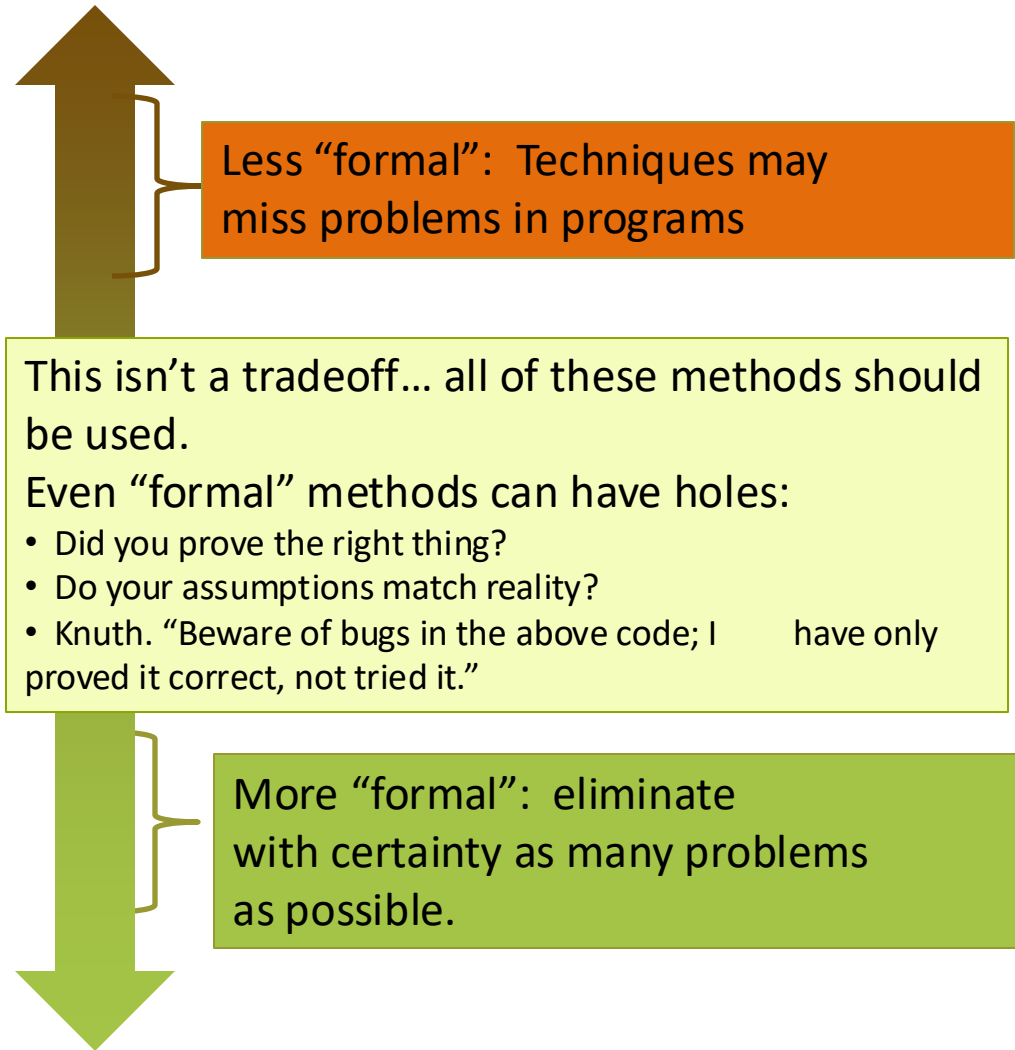 Less “formal”: Techniques may
miss problems in programs
This isn’t a tradeoff… all of these methods should
be used.
Even “formal” methods can have holes:
• Did you prove the right thing?
• Do your assumptions match reality?
• Knuth. “Beware of bugs in the above code; I have only
proved it correct, not tried it.”
More “formal”: eliminate
with certainty as many problems
as possible.